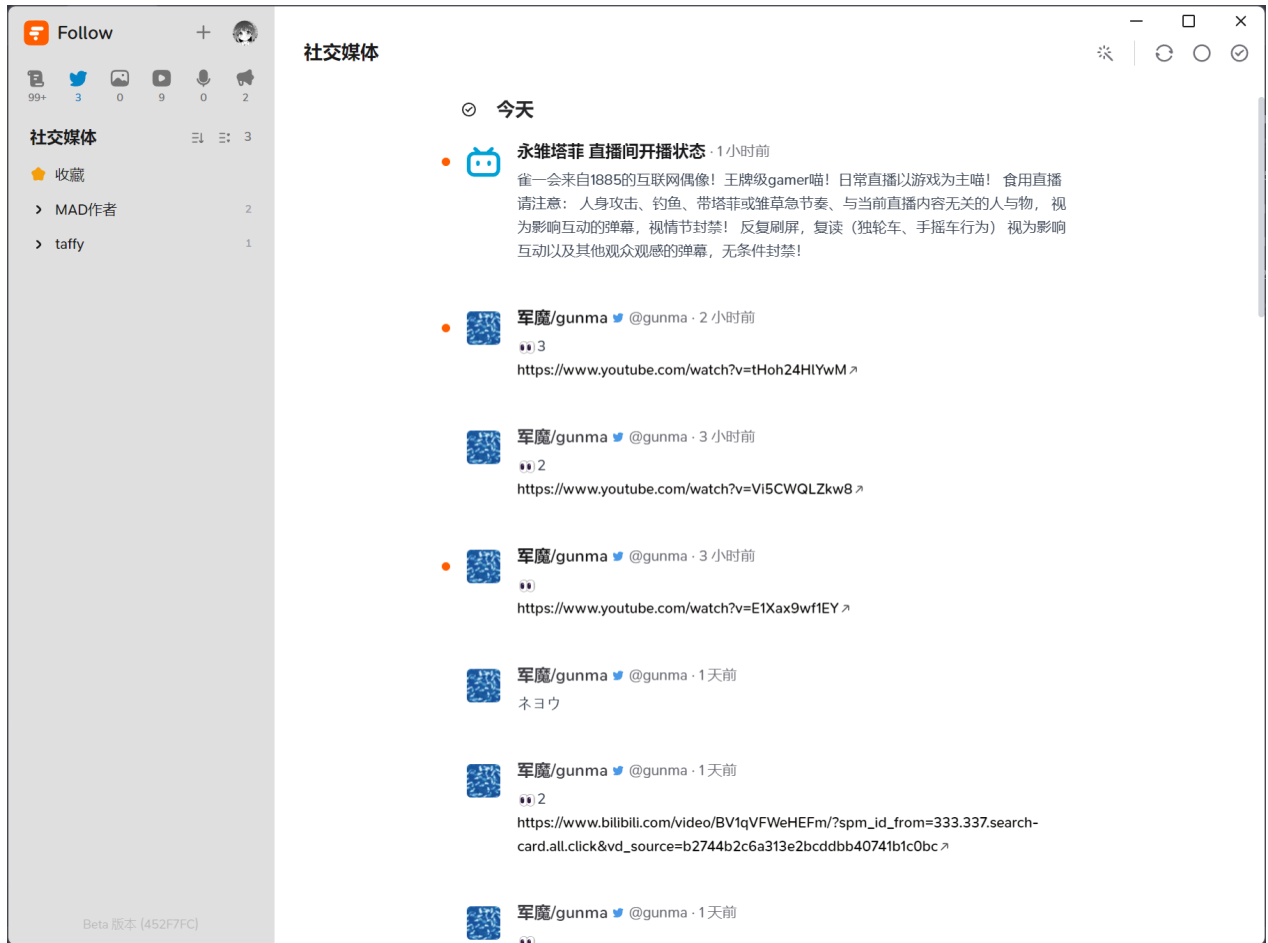 Follow
99+
3
0
9
0
2
社交媒体
3
收藏
MAD作者
2
taffy
1
Beta 版本 (452F7FC)
社交媒体
今天
永雏塔菲 直播间开播状态 · 1 小时前
雀一会来自1885的互联网偶像！王牌级gamer喵！日常直播以游戏为主喵！ 食用直播
请注意： 人身攻击、钓鱼、带塔菲或雏草急节奏、与当前直播内容无关的人与物， 视
为影响互动的弹幕，视情节封禁！ 反复刷屏，复读（独轮车、手摇车行为） 视为影响
互动以及其他观众观感的弹幕，无条件封禁！
军魔/gunma @gunma · 2 小时前
👀3
https://www.youtube.com/watch?v=tHoh24HlYwM↗
军魔/gunma @gunma · 3 小时前
👀2
https://www.youtube.com/watch?v=Vi5CWQLZkw8↗
军魔/gunma @gunma · 3 小时前
👀
https://www.youtube.com/watch?v=E1Xax9wf1EY↗
军魔/gunma @gunma · 1 天前
ネヨウ
军魔/gunma @gunma · 1 天前
👀2
https://www.bilibili.com/video/BV1qVFWeHEFm/?spm_id_from=333.337.search-
card.all.click&vd_source=b2744b2c6a313e2bcddbb40741b1c0bc↗
军魔/gunma @gunma · 1 天前
👀